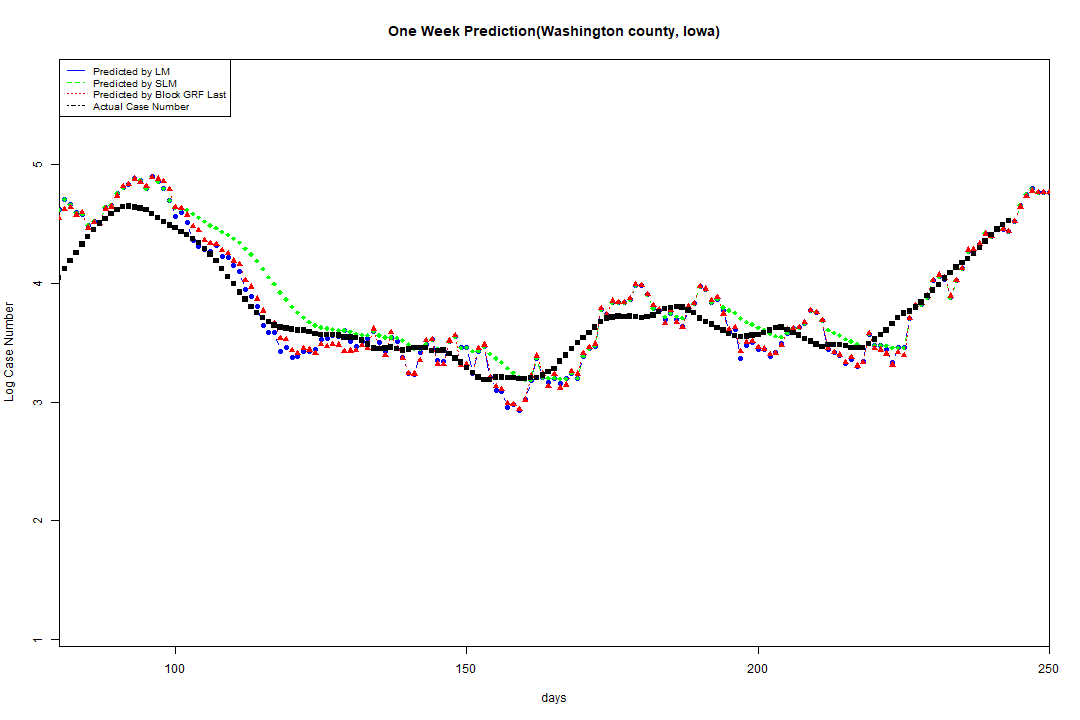 One Week Prediction(Washington county, Iowa)
Predicted by LM
Predicted by SLM
Predicted by Block GRF Last
Actual Case Number
5
4
3
2
1
Log Case Number
100 150 200 250
days